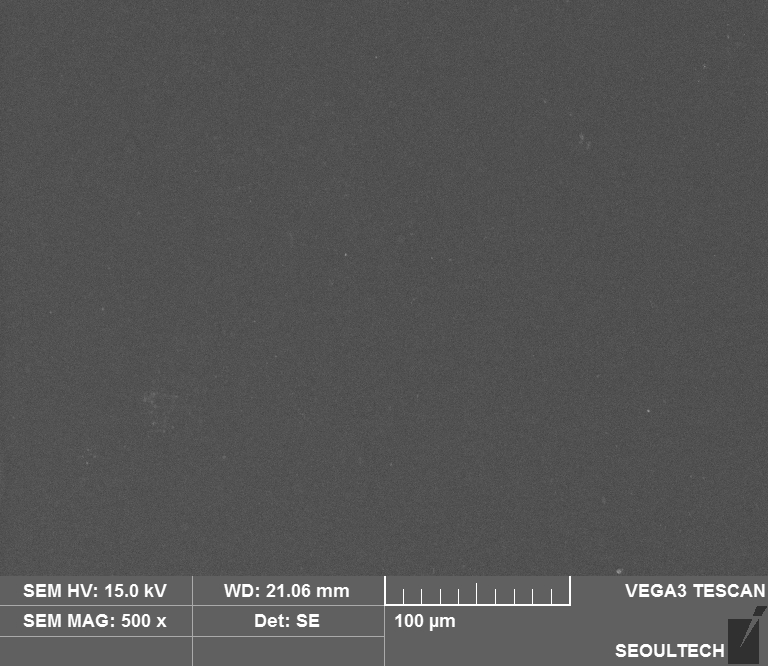 SEM HV: 15.0 kV WD: 21.06 mm VEGA3 TESCAN
SEM MAG: 500 x Det: SE 100 µm
SEOULTECH